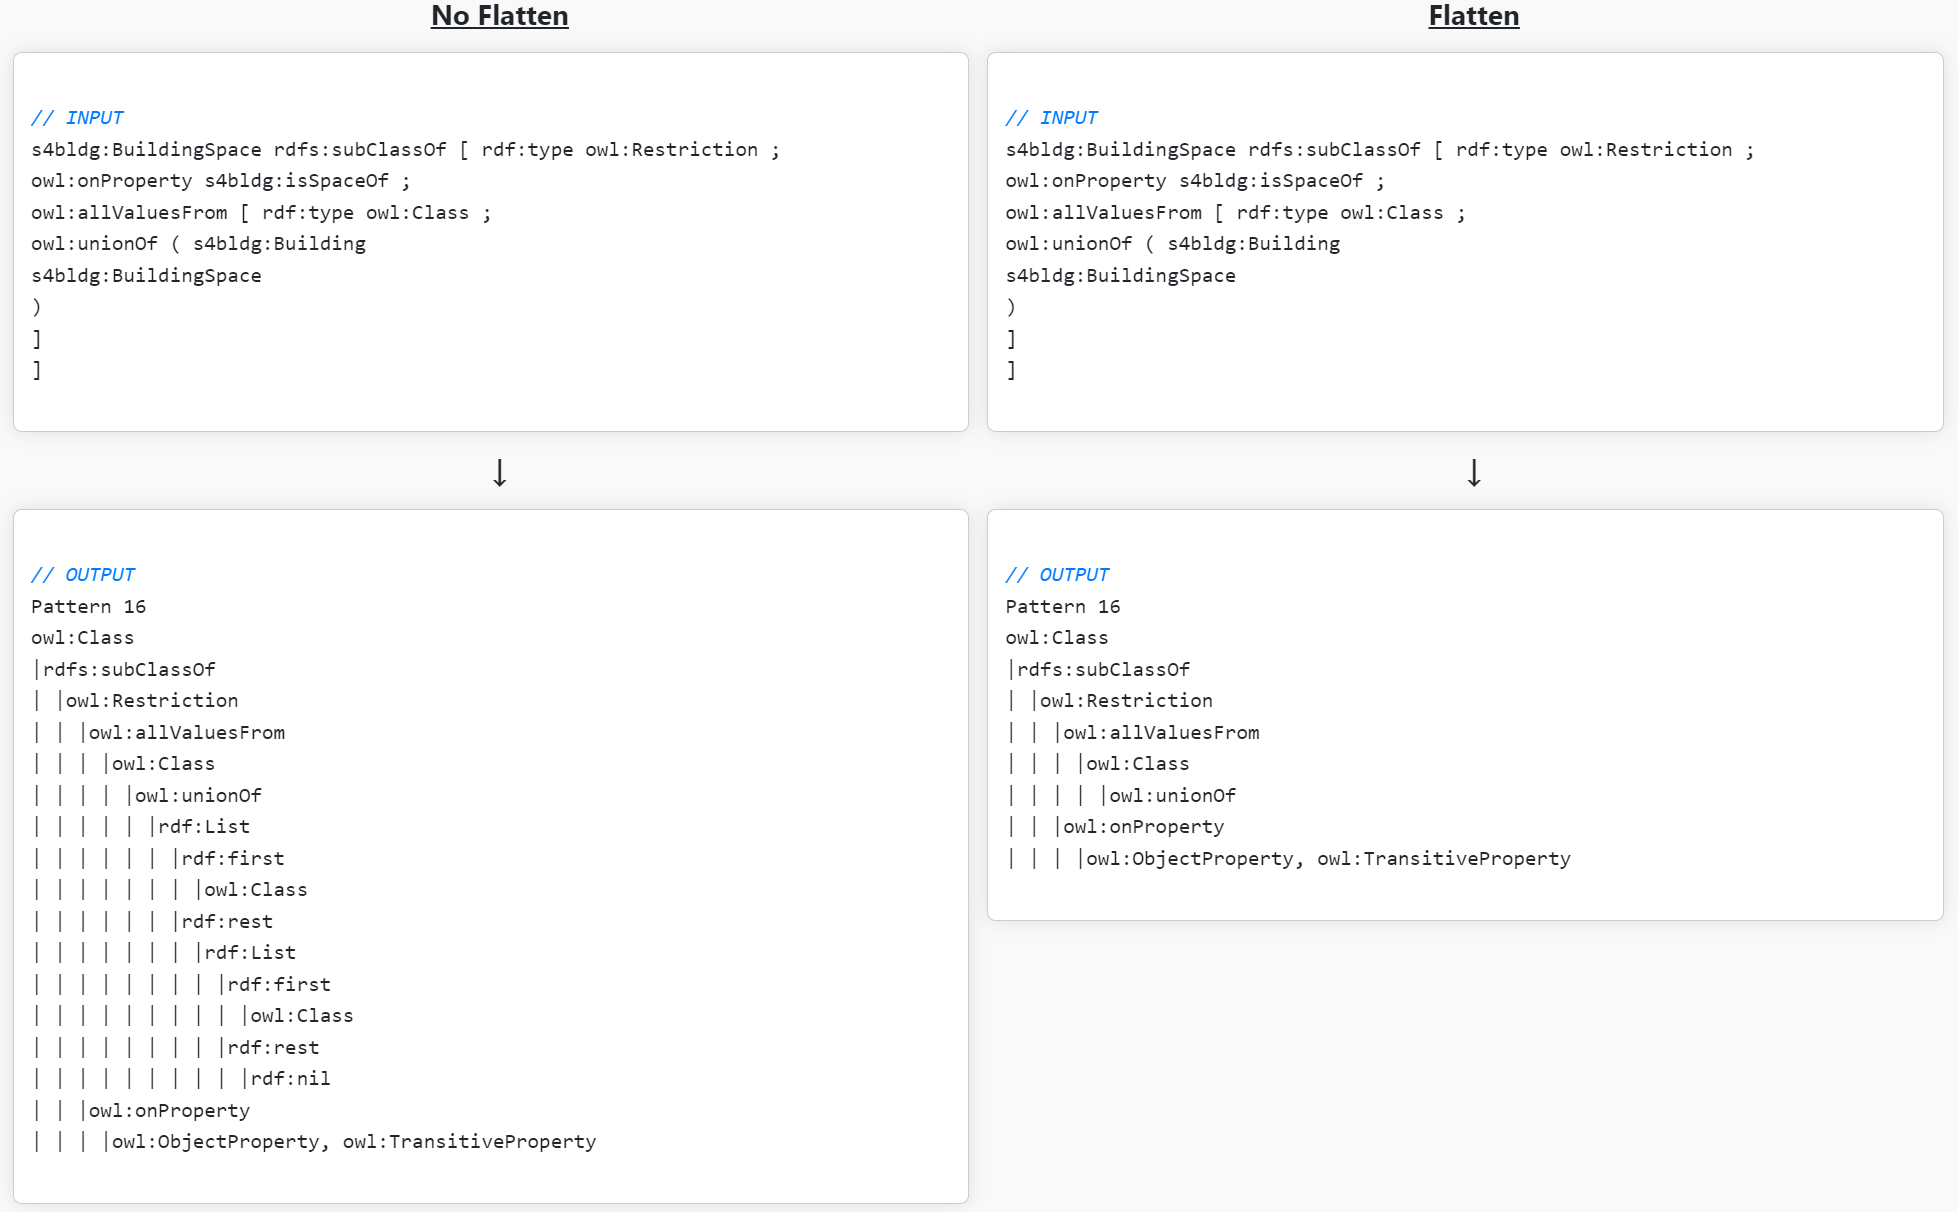 No Flatten
// INPUT
s4bldg:BuildingSpace rdfs:subClassOf [ rdf:type owl:Restriction ;
owl:onProperty s4bldg:isSpaceOf ;
owl:allValuesFrom [ rdf:type owl:Class ;
owl:unionOf ( s4bldg:Building
s4bldg:BuildingSpace
)
]
]
↓
// OUTPUT
Pattern 16
owl:Class
|rdfs:subClassOf
| |owl:Restriction
| | |owl:allValuesFrom
| | | |owl:Class
| | | | |owl:unionOf
| | | | | |rdf:List
| | | | | | |rdf:first
| | | | | | | |owl:Class
| | | | | | |rdf:rest
| | | | | | | |rdf:List
| | | | | | | | |rdf:first
| | | | | | | | | |owl:Class
| | | | | | | | |rdf:rest
| | | | | | | | | |rdf:nil
| | |owl:onProperty
| | | |owl:ObjectProperty, owl:TransitiveProperty
Flatten
// INPUT
s4bldg:BuildingSpace rdfs:subClassOf [ rdf:type owl:Restriction ;
owl:onProperty s4bldg:isSpaceOf ;
owl:allValuesFrom [ rdf:type owl:Class ;
owl:unionOf ( s4bldg:Building
s4bldg:BuildingSpace
)
]
]
↓
// OUTPUT
Pattern 16
owl:Class
|rdfs:subClassOf
| |owl:Restriction
| | |owl:allValuesFrom
| | | |owl:Class
| | | | |owl:unionOf
| | |owl:onProperty
| | | |owl:ObjectProperty, owl:TransitiveProperty